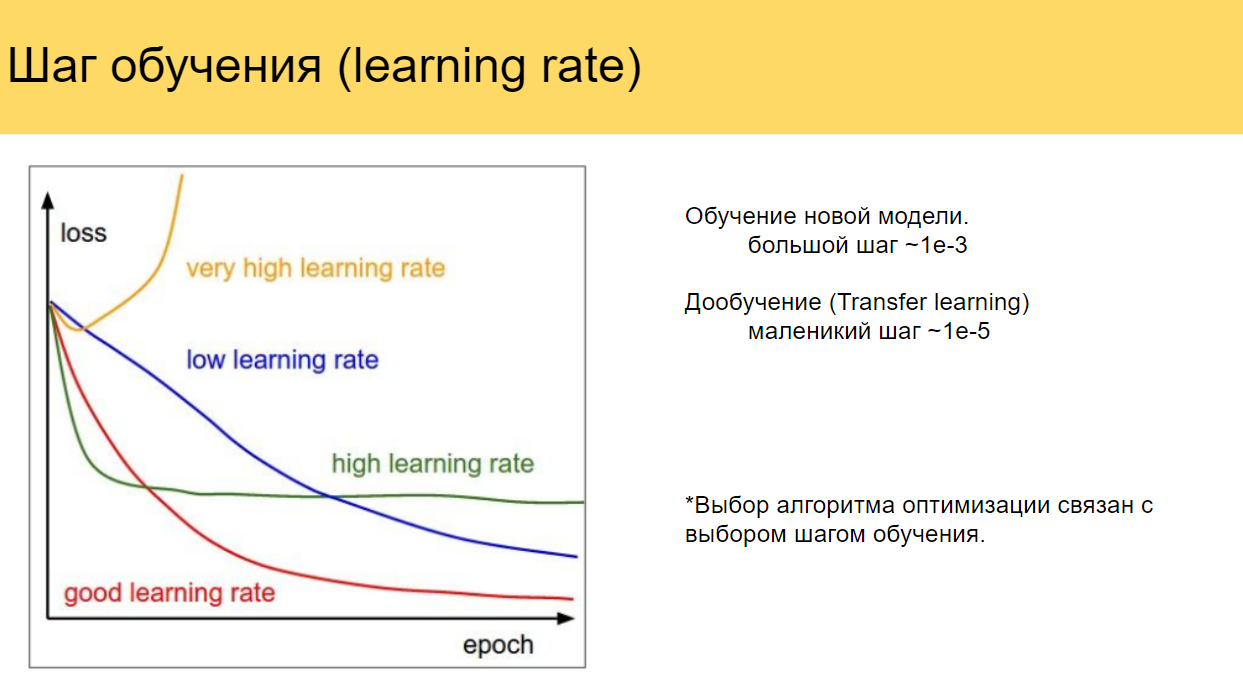 Шаг обучения (learning rate)
loss
very high learning rate
low learning rate
high learning rate
good learning rate
epoch
Обучение новой модели.
большой шаг ~1e-3
Дообучение (Transfer learning)
маленикий шаг ~1e-5
*Выбор алгоритма оптимизации связан с
выбором шагом обучения.